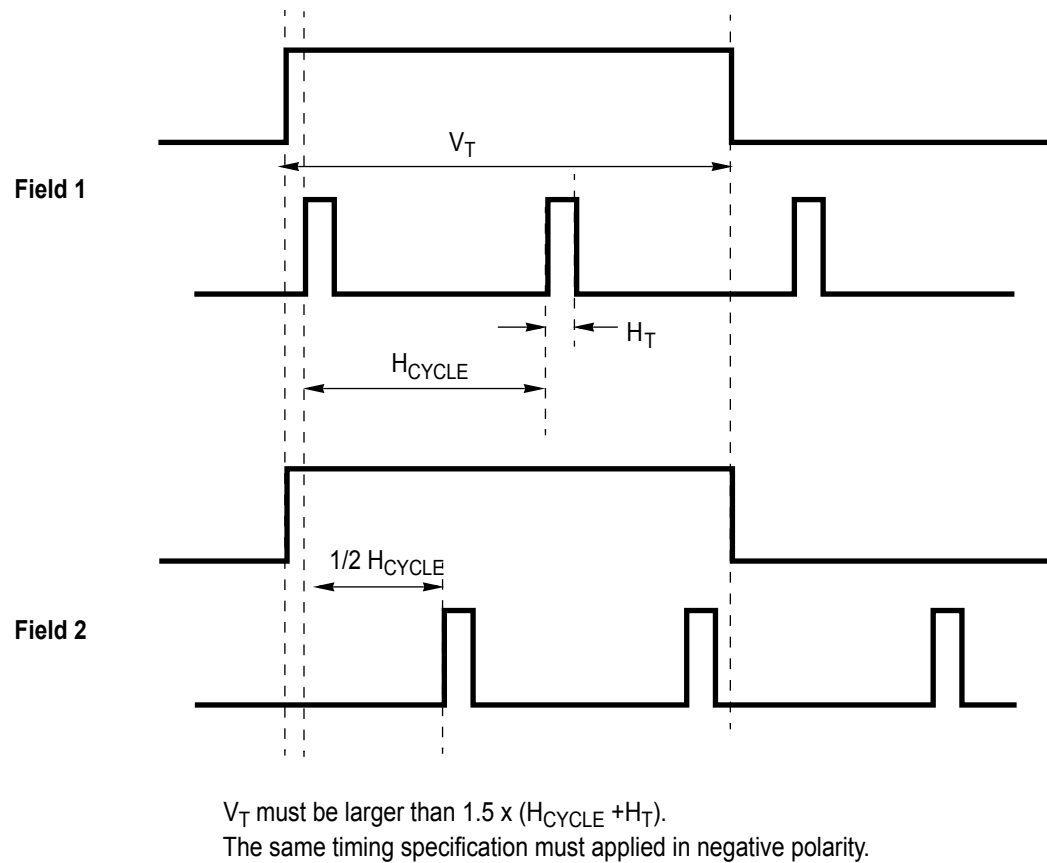 V_T
Field 1
H_T
H_CYCLE
1/2 H_CYCLE
Field 2
V_T must be larger than 1.5 x (H_CYCLE +H_T).
The same timing specification must applied in negative polarity.